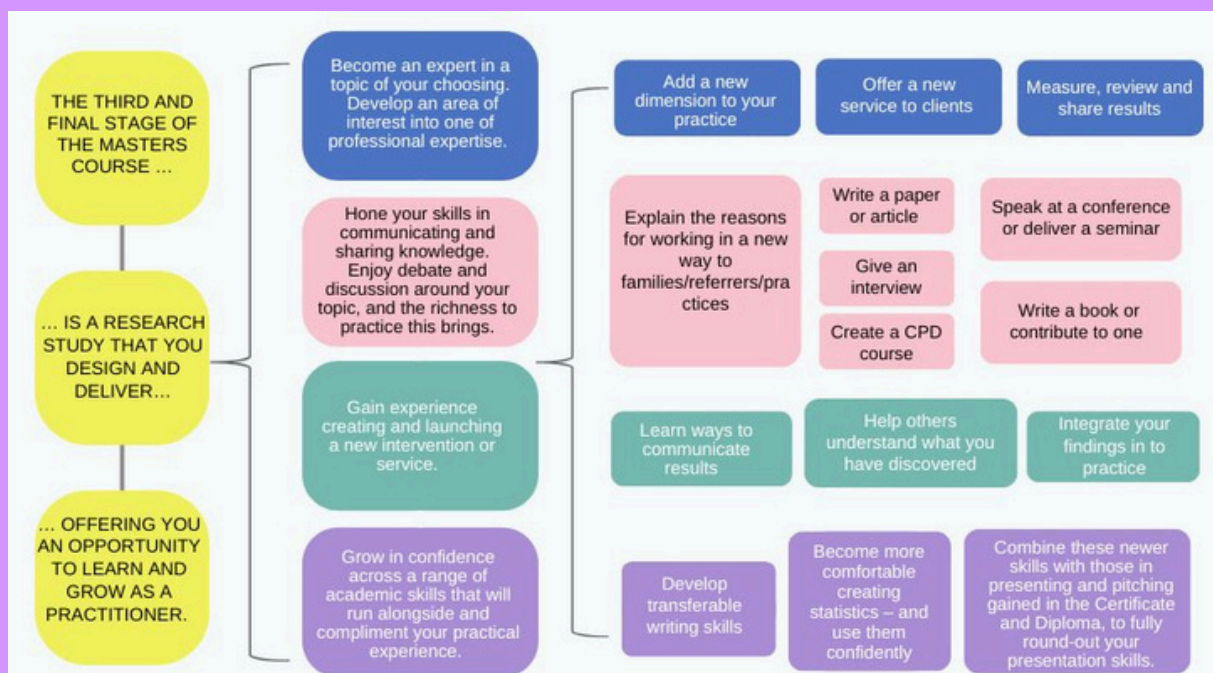 THE THIRD AND
FINAL STAGE OF
THE MASTERS
COURSE ...
... IS A RESEARCH
STUDY THAT YOU
DESIGN AND
DELIVER...
... OFFERING YOU
AN OPPORTUNITY
TO LEARN AND
GROW AS A
PRACTITIONER.
Become an expert in a
topic of your choosing.
Develop an area of
interest into one of
professional expertise.
Add a new
dimension to your
practice
Offer a new
service to clients
Measure, review and
share results
Hone your skills in
communicating and
sharing knowledge.
Enjoy debate and
discussion around your
topic, and the richness to
practice this brings.
Explain the reasons
for working in a new
way to
families/referrers/pra
ctices
Write a paper
or article
Give an
interview
Create a CPD
course
Speak at a conference
or deliver a seminar
Write a book or
contribute to one
Gain experience
creating and launching
a new intervention or
service.
Learn ways to
communicate
results
Help others
understand what you
have discovered
Integrate your
findings in to
practice
Grow in confidence
across a range of
academic skills that will
run alongside and
compliment your practical
experience.
Develop
transferable
writing skills
Become more
comfortable
creating
statistics – and
use them
confidently
Combine these newer
skills with those in
presenting and pitching
gained in the Certificate
and Diploma, to fully
round-out your
presentation skills.